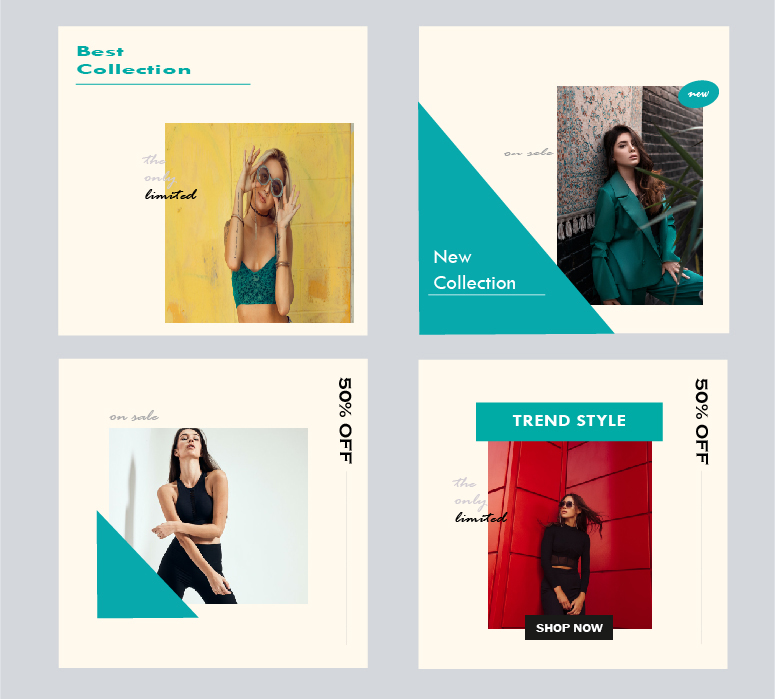 Best
Collection
the
only
limited
new
on sale
New
Collection
on sale
50% OFF
TREND STYLE
50% OFF
the
only
limited
SHOP NOW